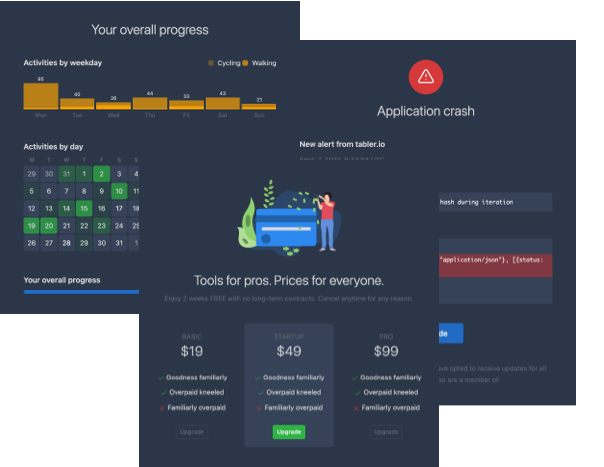 Your overall progress
Activities by weekday
Cycling Walking
95
40
26
44
33
43
21
Mon Tue Wed Thu Fri Sat Sun
Activities by day
M T W T F S
29 30 31 1 2 3 4
5 6 7 8 9 10 11
12 13 14 15 16 17 18
19 20 21 22 23 24 25
26 27 28 29 30 31
Your overall progress
Application crash
New alert from tabler.io
hash during iteration
"application/json"}, [{status:
de
ve opted to receive updates for all
ou are a member of.
Tools for pros. Prices for everyone.
Enjoy 2 weeks FREE with no long-term contracts. Cancel anytime for any reason.
BASIC
$19
Goodness familiarly
Overpaid kneeled
Familiarly overpaid
Upgrade
STARTUP
$49
Goodness familiarly
Overpaid kneeled
Familiarly overpaid
Upgrade
PRO
$99
Goodness familiarly
Overpaid kneeled
Familiarly overpaid
Upgrade